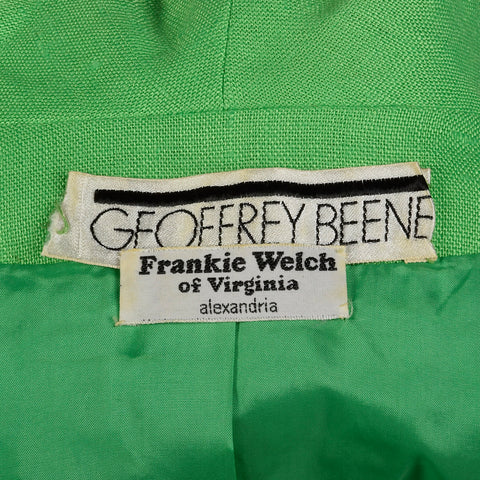 GEOFFREY BEENE
Frankie Welch
of Virginia
alexandria